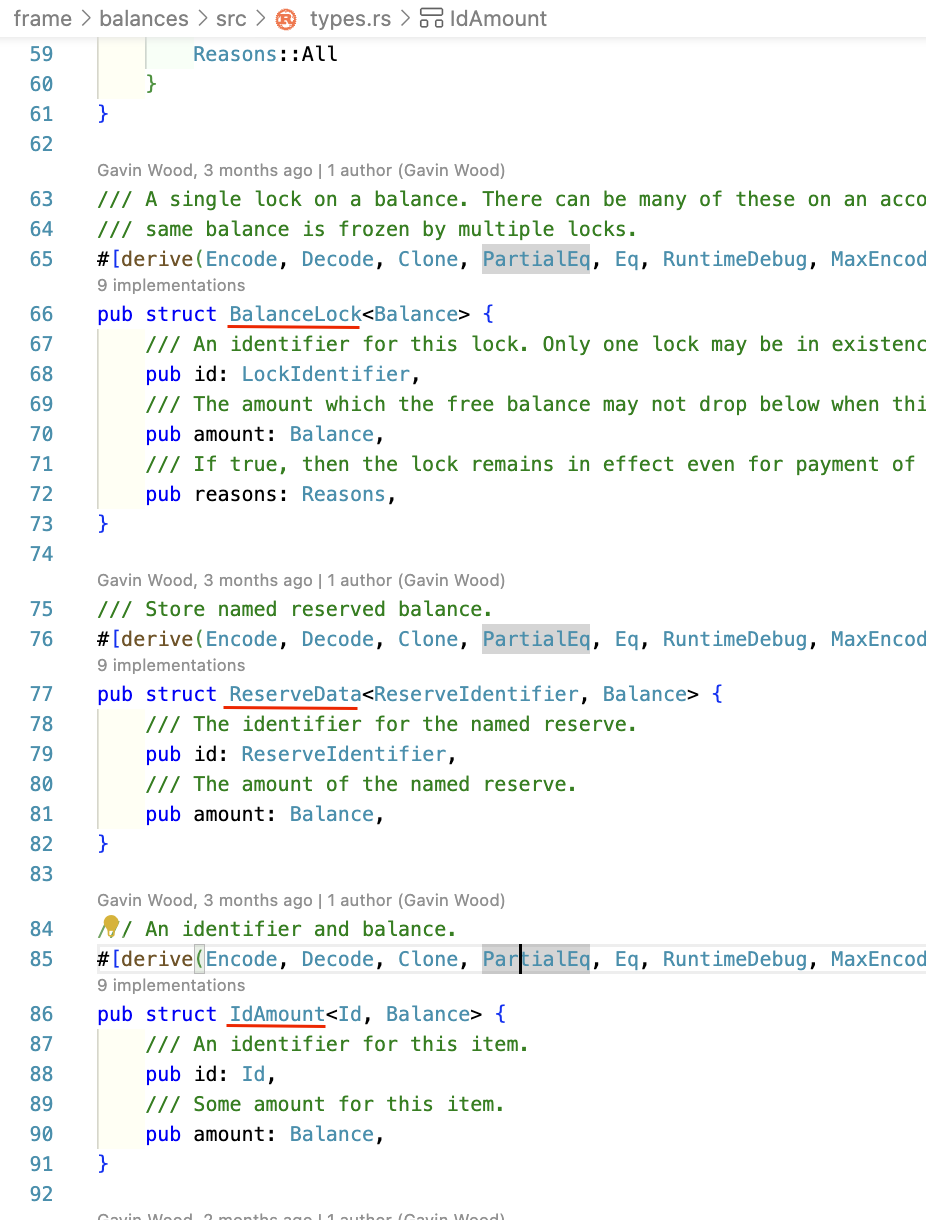 frame > balances > src > types.rs > IdAmount
59 Reasons::All
60 }
61 }
62
Gavin Wood, 3 months ago | 1 author (Gavin Wood)
63 /// A single lock on a balance. There can be many of these on an acco
64 /// same balance is frozen by multiple locks.
65 #[derive(Encode, Decode, Clone, PartialEq, Eq, RuntimeDebug, MaxEncod
9 implementations
66 pub struct BalanceLock<Balance> {
67 /// An identifier for this lock. Only one lock may be in existenc
68 pub id: LockIdentifier,
69 /// The amount which the free balance may not drop below when thi
70 pub amount: Balance,
71 /// If true, then the lock remains in effect even for payment of
72 pub reasons: Reasons,
73 }
74
Gavin Wood, 3 months ago | 1 author (Gavin Wood)
75 /// Store named reserved balance.
76 #[derive(Encode, Decode, Clone, PartialEq, Eq, RuntimeDebug, MaxEncod
9 implementations
77 pub struct ReserveData<ReserveIdentifier, Balance> {
78 /// The identifier for the named reserve.
79 pub id: ReserveIdentifier,
80 /// The amount of the named reserve.
81 pub amount: Balance,
82 }
83
Gavin Wood, 3 months ago | 1 author (Gavin Wood)
84 /// An identifier and balance.
85 #[derive(Encode, Decode, Clone, PartialEq, Eq, RuntimeDebug, MaxEncod
9 implementations
86 pub struct IdAmount<Id, Balance> {
87 /// An identifier for this item.
88 pub id: Id,
89 /// Some amount for this item.
90 pub amount: Balance,
91 }
92
Gavin Wood, 2 months ago | 1 author (Gavin Wood)